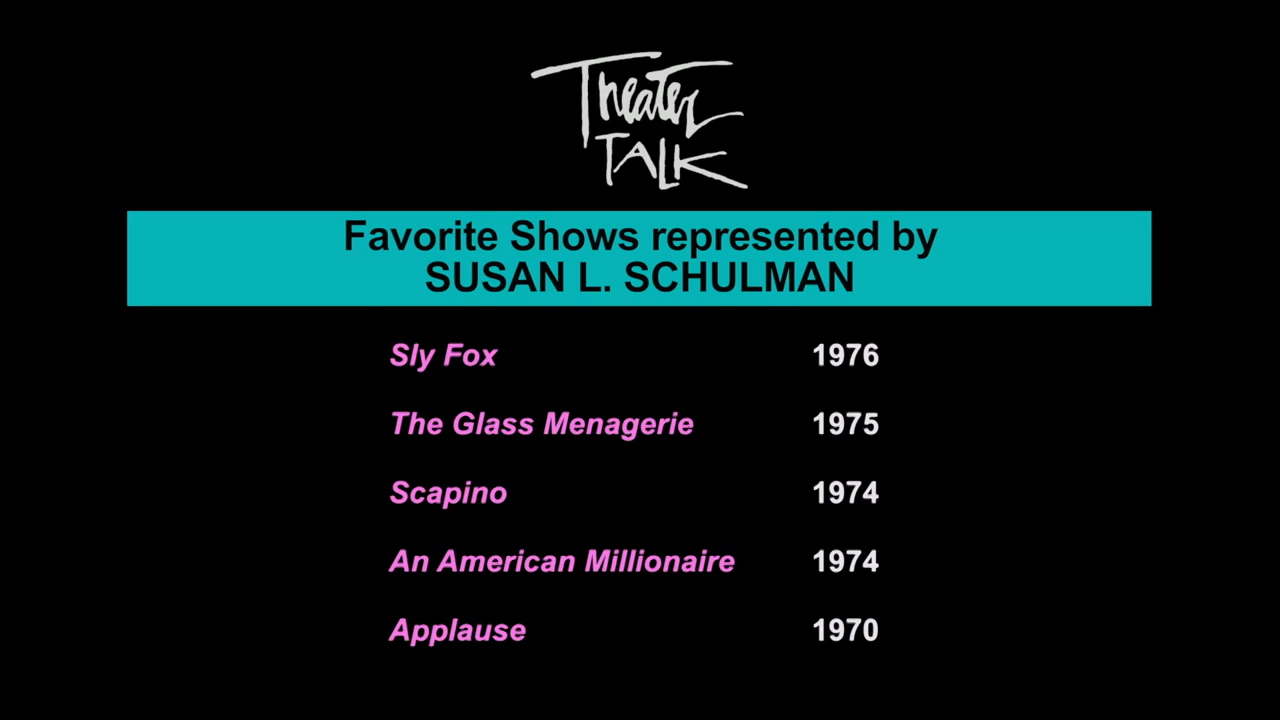 Theater
TALK
Favorite Shows represented by
SUSAN L. SCHULMAN
Sly Fox 1976
The Glass Menagerie 1975
Scapino 1974
An American Millionaire 1974
Applause 1970